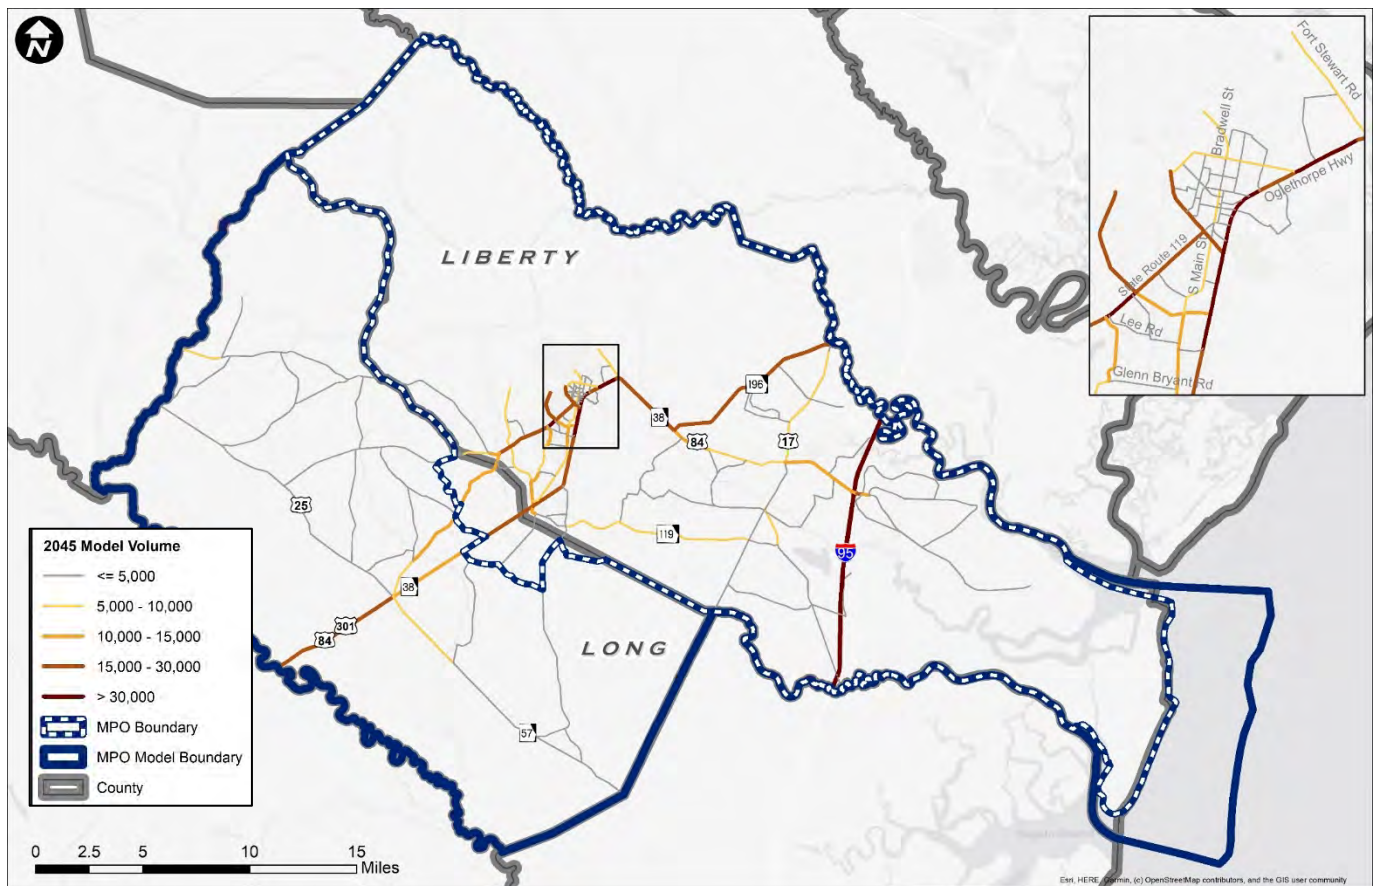 N
LIBERTY
LONG
196
38
84
17
25
119
95
38
301
84
57
Fort Stewart Rd
Bradwell St
Oglethorpe Hwy
State Route 119
S Main St
Lee Rd
Glenn Bryant Rd
2045 Model Volume
<= 5,000
5,000 - 10,000
10,000 - 15,000
15,000 - 30,000
> 30,000
MPO Boundary
MPO Model Boundary
County
0 2.5 5 10 15
Miles
Esri, HERE, Garmin, (c) OpenStreetMap contributors, and the GIS user community